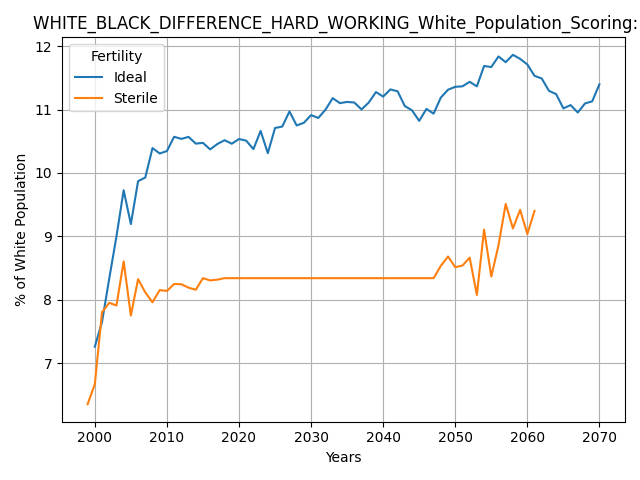 WHITE_BLACK_DIFFERENCE_HARD_WORKING_White_Population_Scoring:
Fertility
Ideal
Sterile
% of White Population
12
11
10
9
8
7
2000 2010 2020 2030 2040 2050 2060 2070
Years